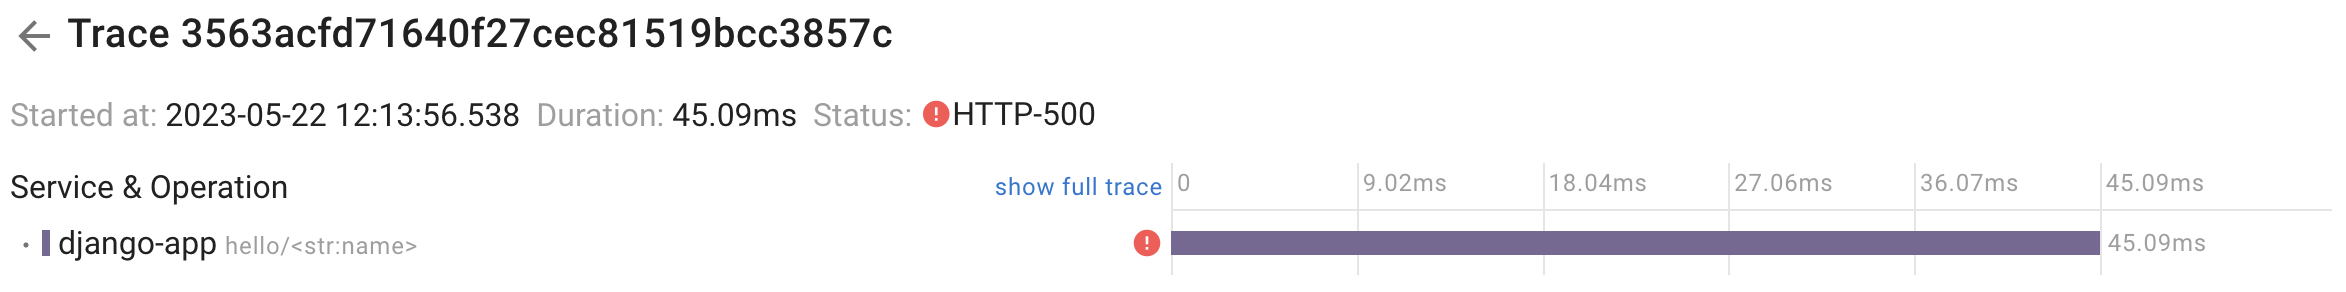 Trace 3563acfd71640f27cec81519bcc3857c
Started at: 2023-05-22 12:13:56.538 Duration: 45.09ms Status: HTTP-500
Service & Operation show full trace 0 9.02ms 18.04ms 27.06ms 36.07ms 45.09ms
django-app hello/<str:name> 45.09ms